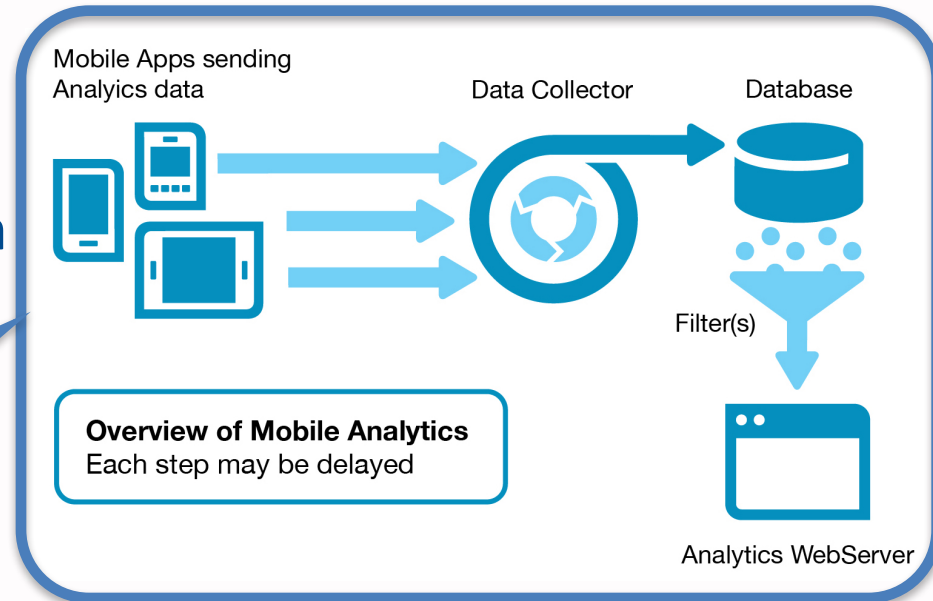 Mobile Apps sending
Analyics data
Data Collector
Database
Filter(s)
Overview of Mobile Analytics
Each step may be delayed
Analytics WebServer